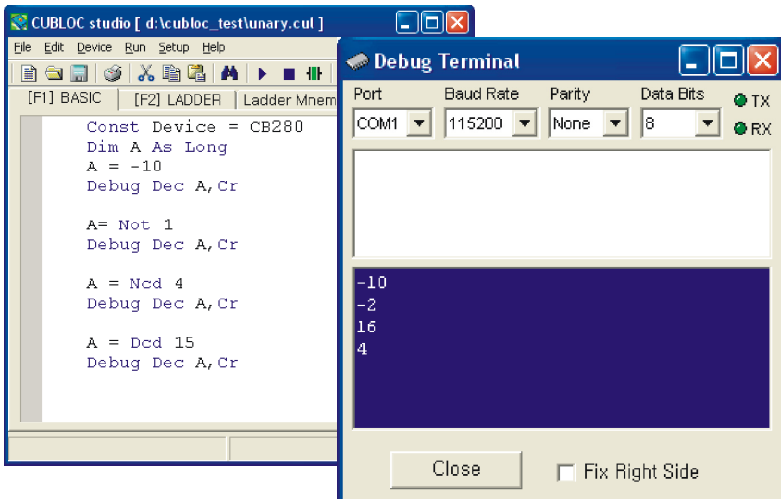 CUBLOC studio [ d:\cubloc_test\unary.cul ]
File Edit Device Run Setup Help
[F1] BASIC [F2] LADDER Ladder Mnem
Const Device = CB280
Dim A As Long
A = -10
Debug Dec A,Cr
A= Not 1
Debug Dec A,Cr
A = Ncd 4
Debug Dec A,Cr
A = Dcd 15
Debug Dec A,Cr
Debug Terminal
Port Baud Rate Parity Data Bits TX
COM1 115200 None 8 RX
-10
-2
16
4
Close Fix Right Side